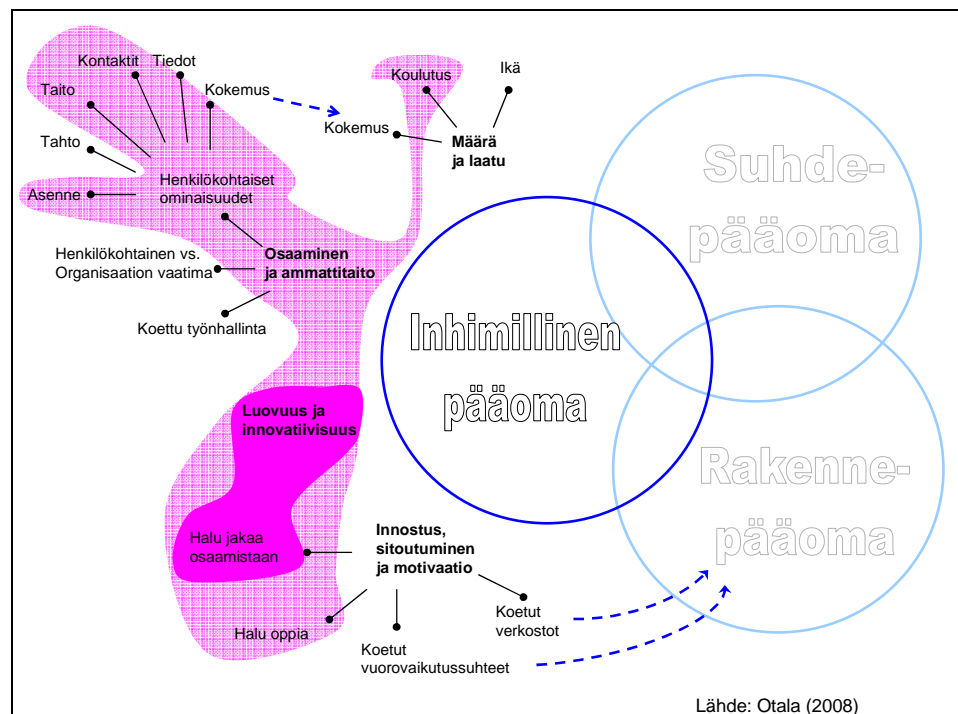 Kontaktit
Tiedot
Taito
Kokemus
Tahto
Asenne
Henkilökohtaiset
ominaisuudet
Koulutus
Ikä
Kokemus
Määrä
ja laatu
Henkilökohtainen vs.
Organisaation vaatima
Osaaminen
ja ammattitaito
Koettu työnhallinta
Suhde-
pääoma
Inhimillinen
pääoma
Luovuus ja
innovatiivisuus
Rakenne-
pääoma
Halu jakaa
osaamistaan
Innostus,
sitoutuminen
ja motivaatio
Halu oppia
Koetut
vuorovaikutussuhteet
Koetut
verkostot
Lähde: Otala (2008)